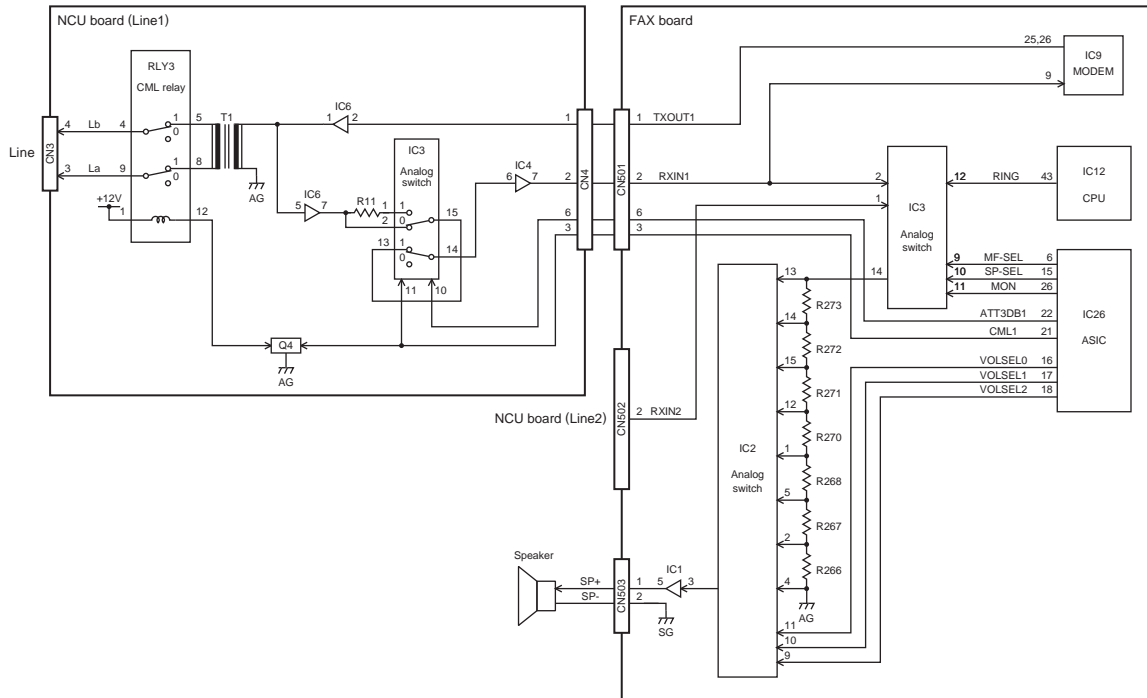 NCU board (Line1)
FAX board
RLY3
CML relay
25,26
IC9
MODEM
9
T1
IC6
1 2
4 Lb 4 1 5
0
1 1 TXOUT1
Line
CN3
IC3
Analog
switch
IC4
6 7
CN4
CN501
3 La 9 1 8
0
2 2 RXIN1
2
12 RING 43
IC12
CPU
+12V
AG
IC6
5 7
R11
1 1
2 0
15
1
IC3
Analog
switch
1 12
6 6
3 3
13 1
0
14
9 MF-SEL 6
10 SP-SEL 15
11 MON 26
11 10
13
14
R273
ATT3DB1 22
CML1 21
IC26
ASIC
14
R272
Q4
AG
15
R271
VOLSEL0 16
VOLSEL1 17
VOLSEL2 18
12
R270
NCU board (Line2)
CN502
2 RXIN2
IC2
Analog
switch
1
R268
5
R267
2
R266
Speaker
SP+
SP-
CN503
1
2
IC1
5 3
SG
4
AG
11
10
9